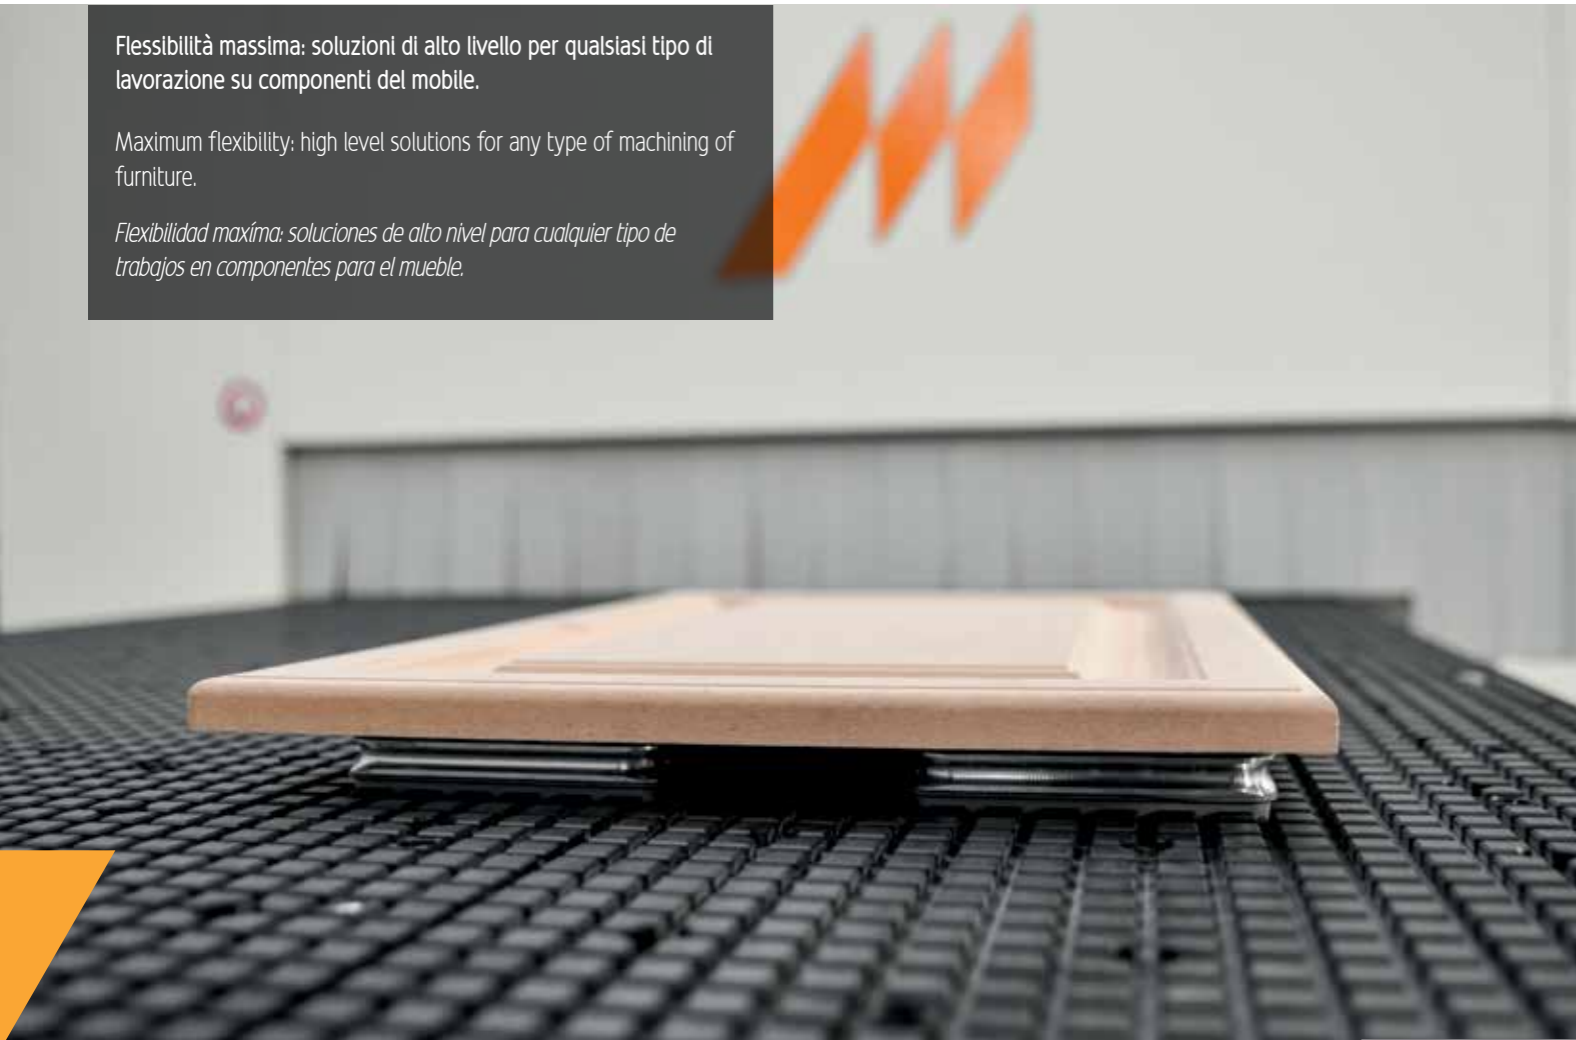 Flessibilità massima: soluzioni di alto livello per qualsiasi tipo di
lavorazione su componenti del mobile.
Maximum flexibility: high level solutions for any type of machining of
furniture.
Flexibilidad maxíma: soluciones de alto nivel para cualquier tipo de
trabajos en componentes para el mueble.